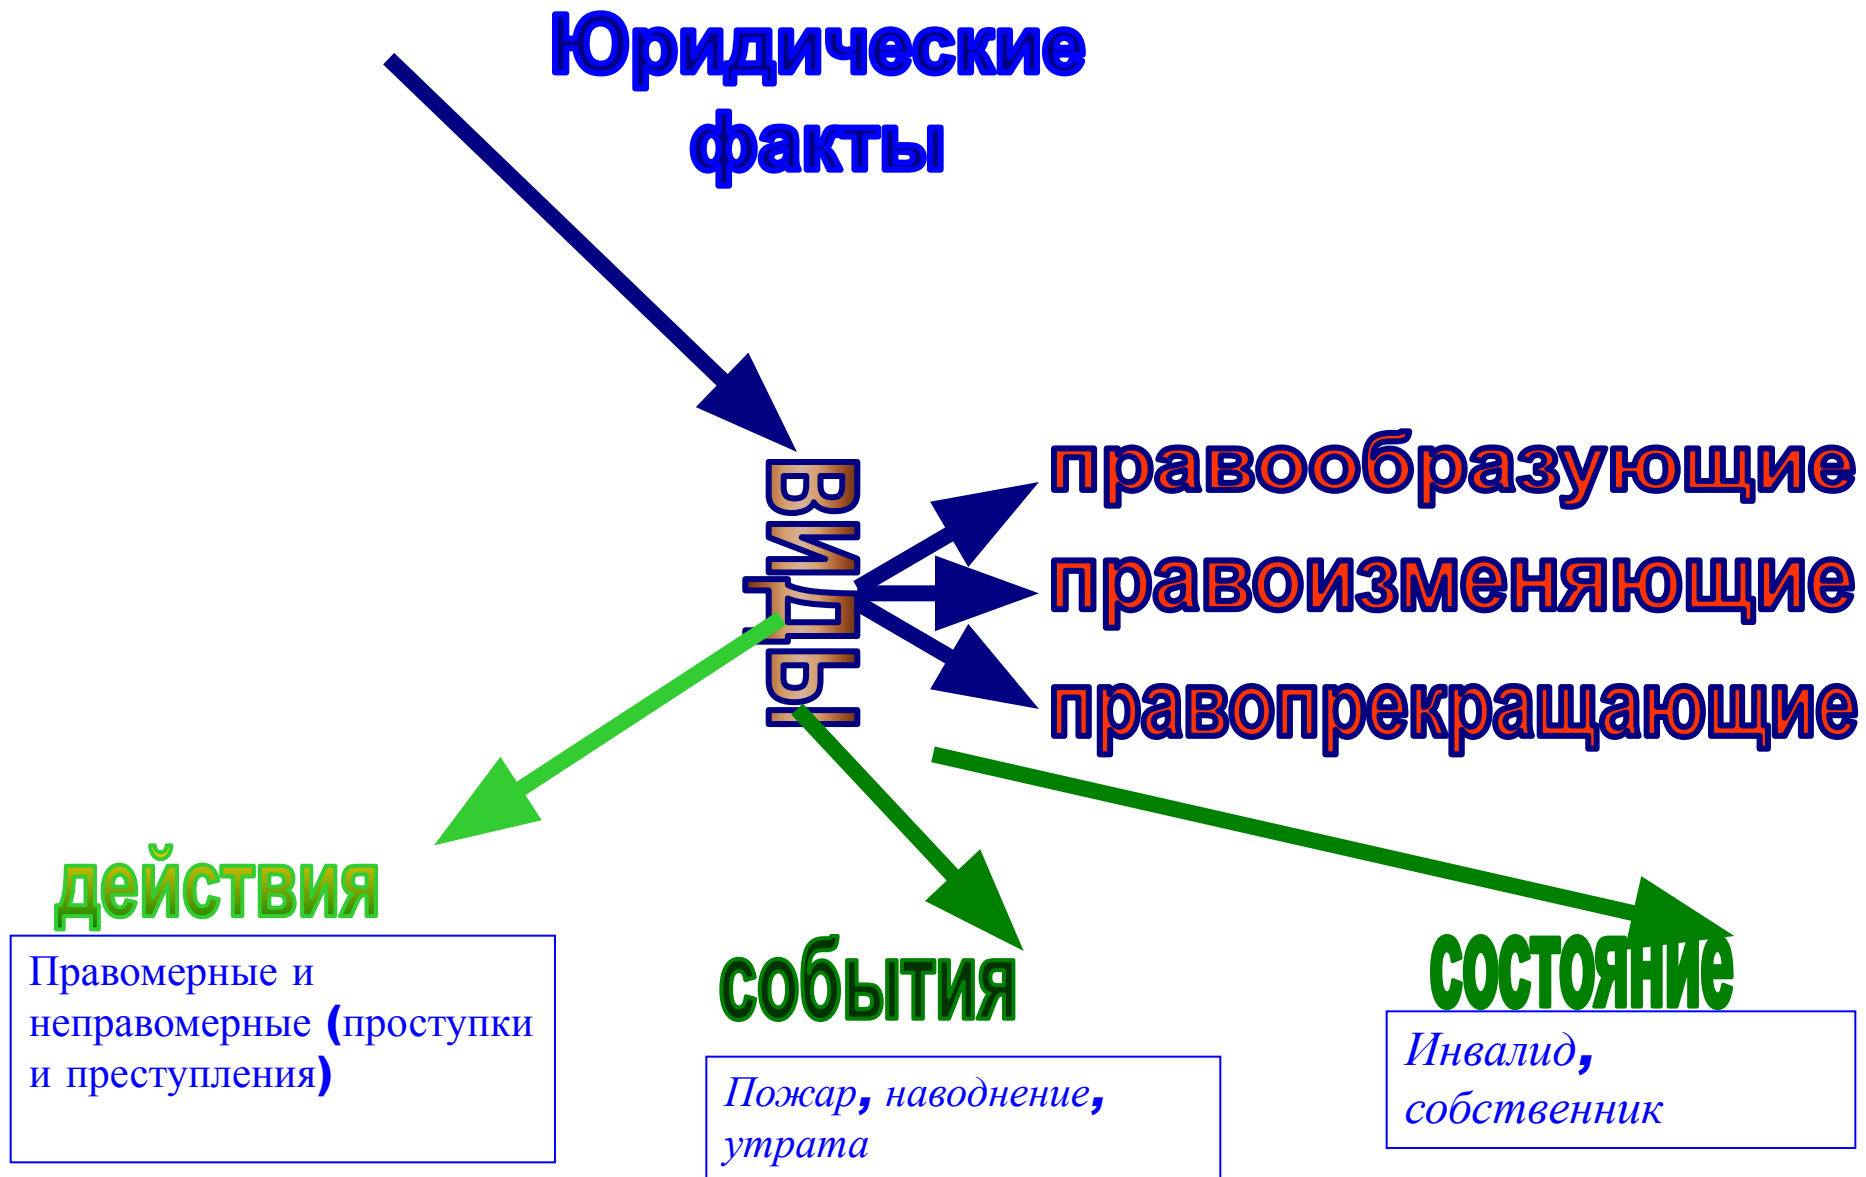 Юридические
факты
ВИДЫ
правообразующие
правоизменяющие
правопрекращающие
действия
Правомерные и
неправомерные (проступки
и преступления)
события
Пожар, наводнение,
утрата
состояние
Инвалид,
собственник